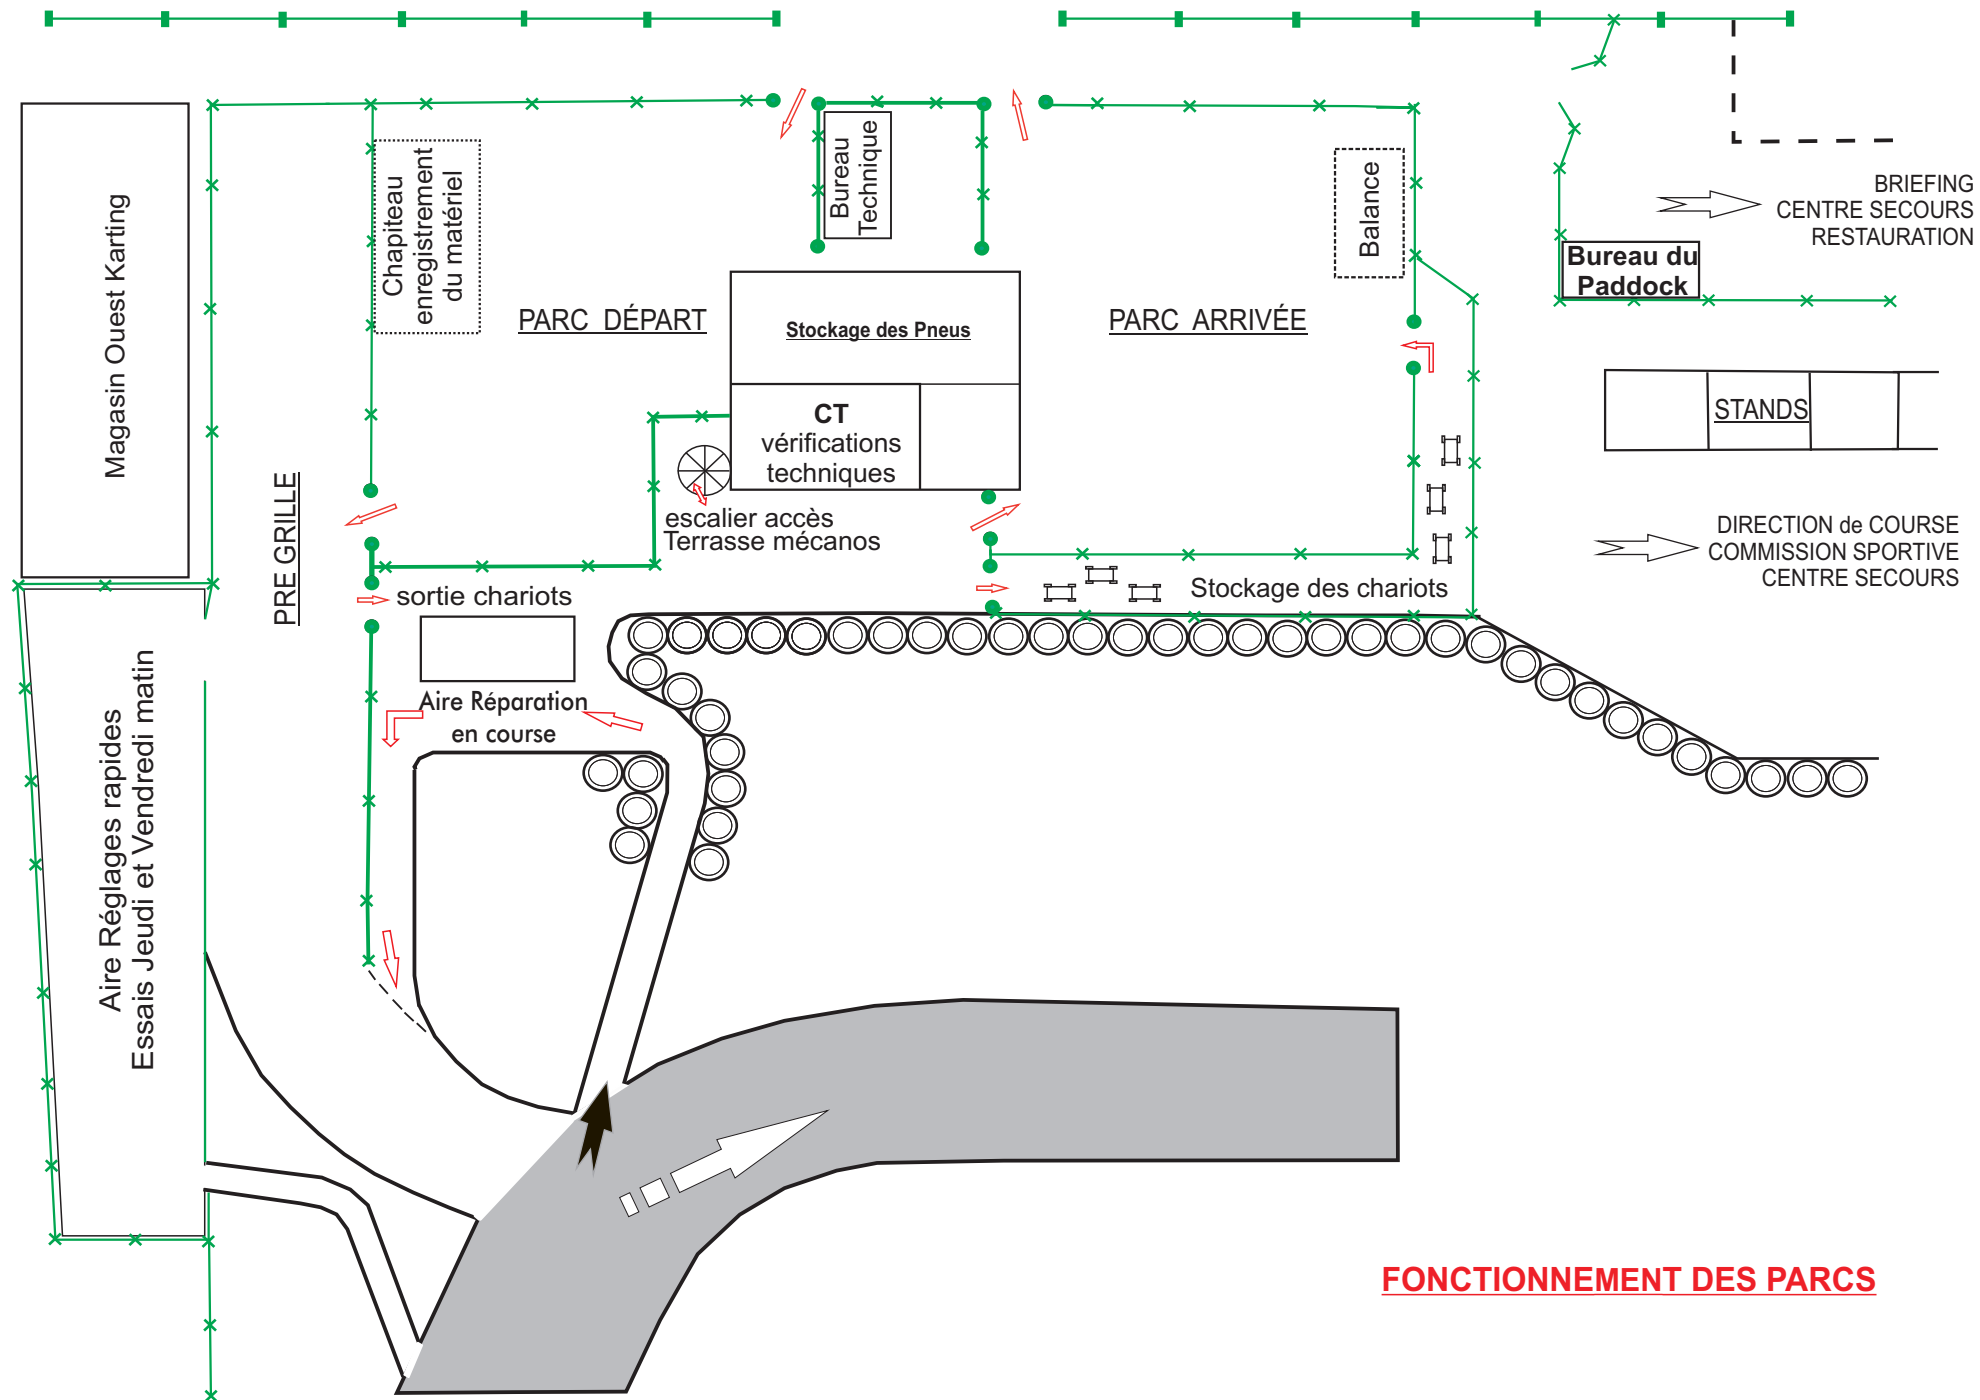 Magasin Ouest Karting
Chapiteau
enregistrement
du matériel
Bureau
Technique
Balance
BRIEFING
CENTRE SECOURS
RESTAURATION
Bureau du
Paddock
PARC DÉPART
Stockage des Pneus
PARC ARRIVÉE
STANDS
CT
vérifications
techniques
PRE GRILLE
escalier accès
Terrasse mécanos
DIRECTION de COURSE
COMMISSION SPORTIVE
CENTRE SECOURS
sortie chariots
Stockage des chariots
Aire Réparation
en course
Aire Réglages rapides
Essais Jeudi et Vendredi matin
FONCTIONNEMENT DES PARCS